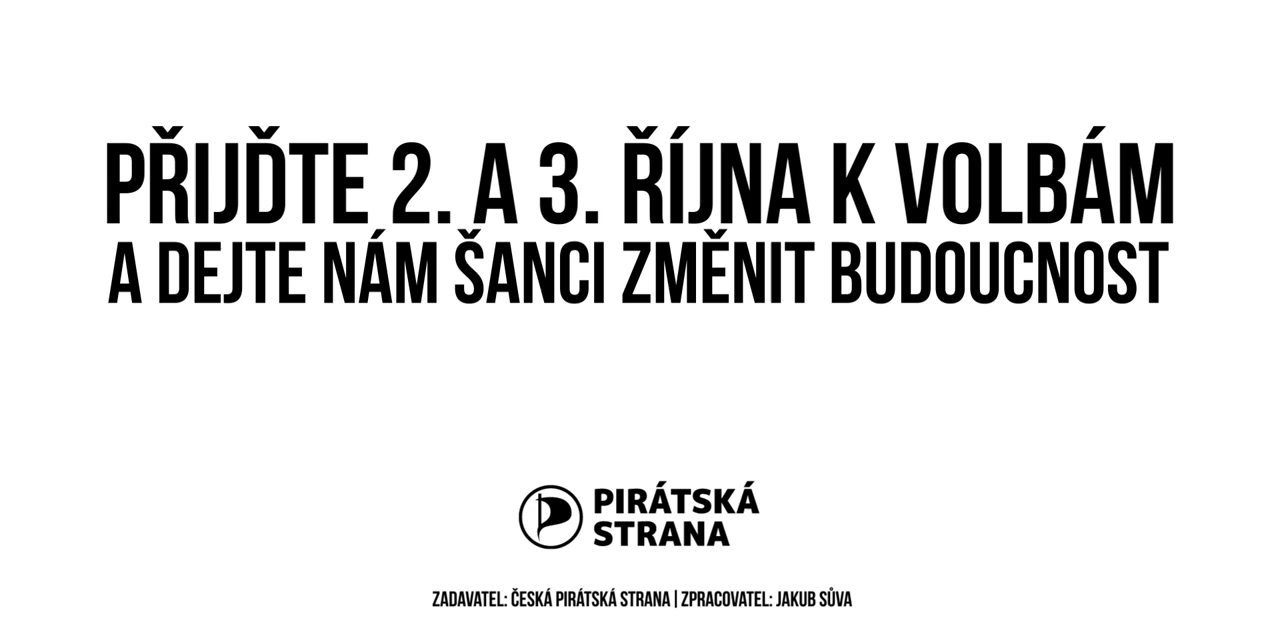 PŘIJĎTE 2. A 3. ŘÍJNA K VOLBÁM
A DEJTE NÁM ŠANCI ZMĚNIT BUDOUCNOST
PIRÁTSKÁ
STRANA
ZADAVATEL: ČESKÁ PIRÁTSKÁ STRANA | ZPRACOVATEL: JAKUB SŮVA